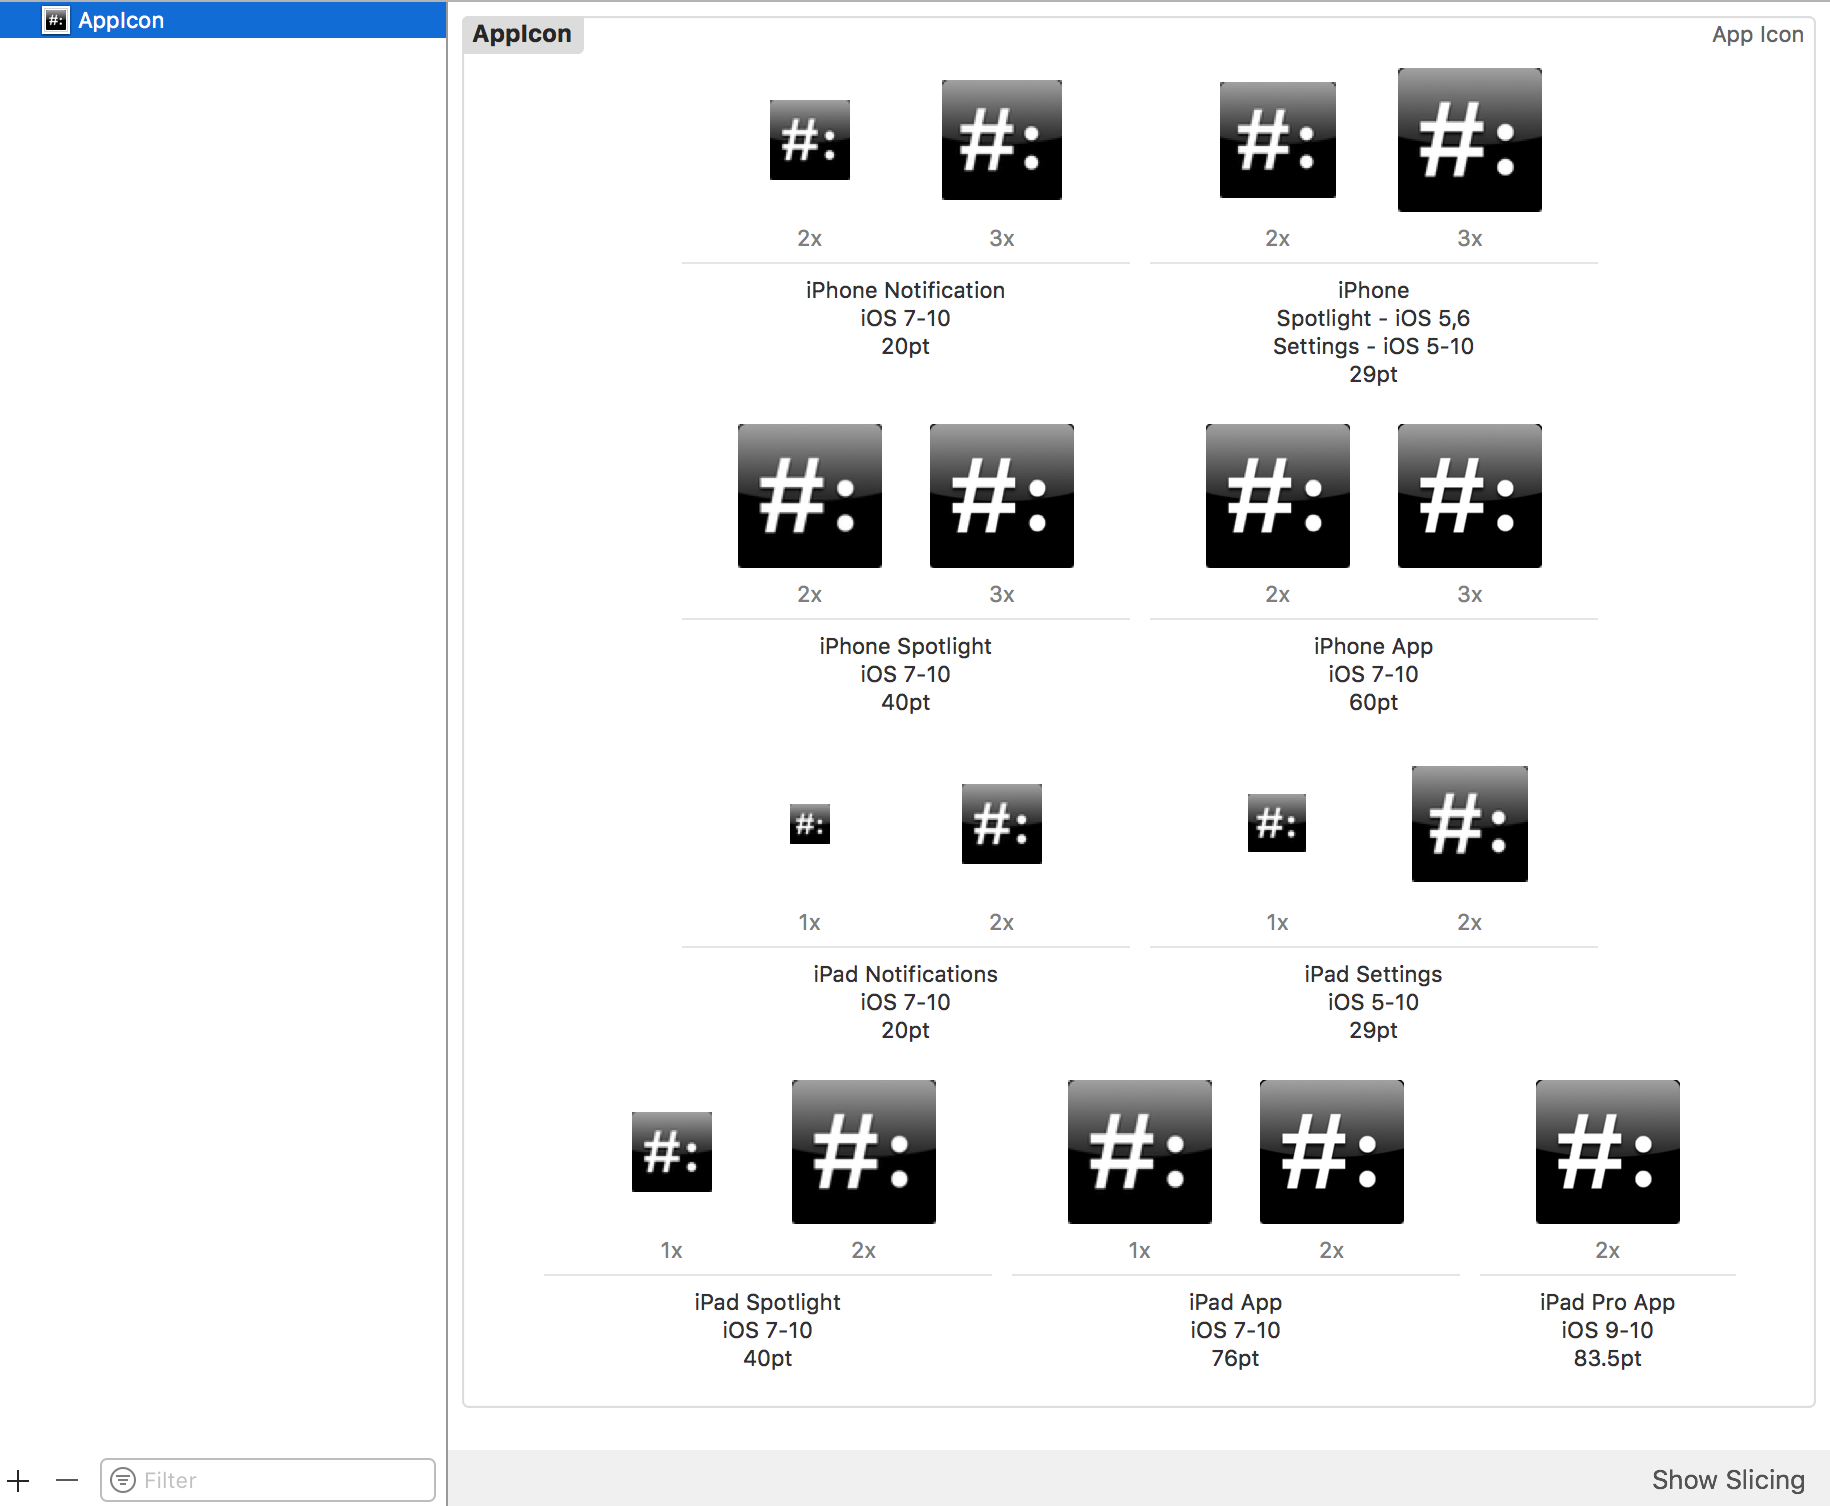 #: AppIcon
AppIcon
App Icon
#: #: #: #:
2x 3x 2x 3x
iPhone Notification
iOS 7-10
20pt
iPhone
Spotlight - iOS 5,6
Settings - iOS 5-10
29pt
#: #: #: #:
2x 3x 2x 3x
iPhone Spotlight
iOS 7-10
40pt
iPhone App
iOS 7-10
60pt
#: #: #: #:
1x 2x 1x 2x
iPad Notifications
iOS 7-10
20pt
iPad Settings
iOS 5-10
29pt
#: #: #: #: #:
1x 2x 1x 2x 2x
iPad Spotlight
iOS 7-10
40pt
iPad App
iOS 7-10
76pt
iPad Pro App
iOS 9-10
83.5pt
Filter
Show Slicing